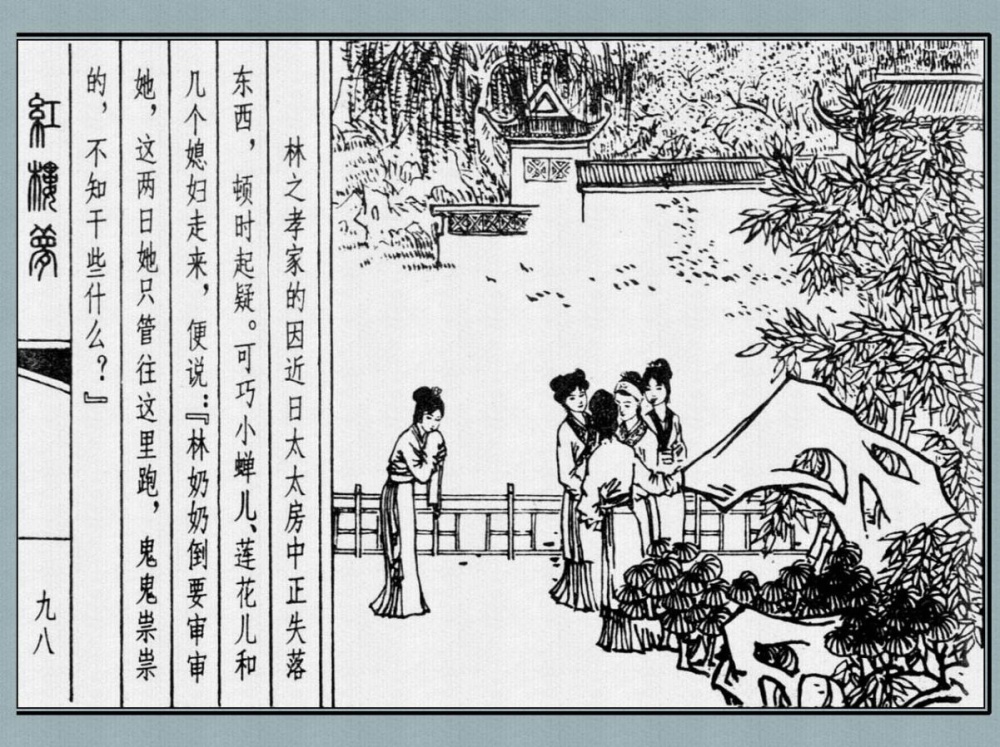 林之孝家的因近日太太房中正失落
东西，顿时起疑。可巧小蝉儿、莲花儿和
几个媳妇走来，便说：『林奶奶倒要审审
她，这两日她只管往这里跑，鬼鬼祟祟
的，不知干些什么？』
紅樓夢
九八